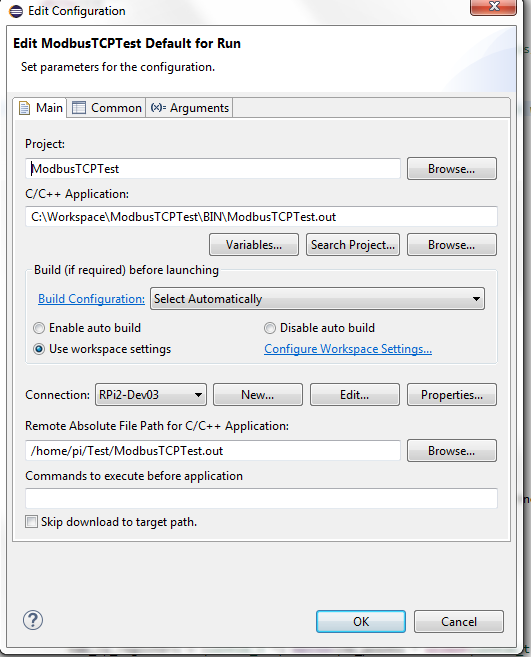 Edit Configuration
Edit ModbusTCPTest Default for Run
Set parameters for the configuration.
Main Common (x)= Arguments
Project:
ModbusTCPTest Browse...
C/C++ Application:
C:\Workspace\ModbusTCPTest\BIN\ModbusTCPTest.out
Variables... Search Project... Browse...
Build (if required) before launching
Build Configuration: Select Automatically
Enable auto build Disable auto build
Use workspace settings Configure Workspace Settings...
Connection: RPi2-Dev03 New... Edit... Properties...
Remote Absolute File Path for C/C++ Application:
/home/pi/Test/ModbusTCPTest.out Browse...
Commands to execute before application
Skip download to target path.
? OK Cancel